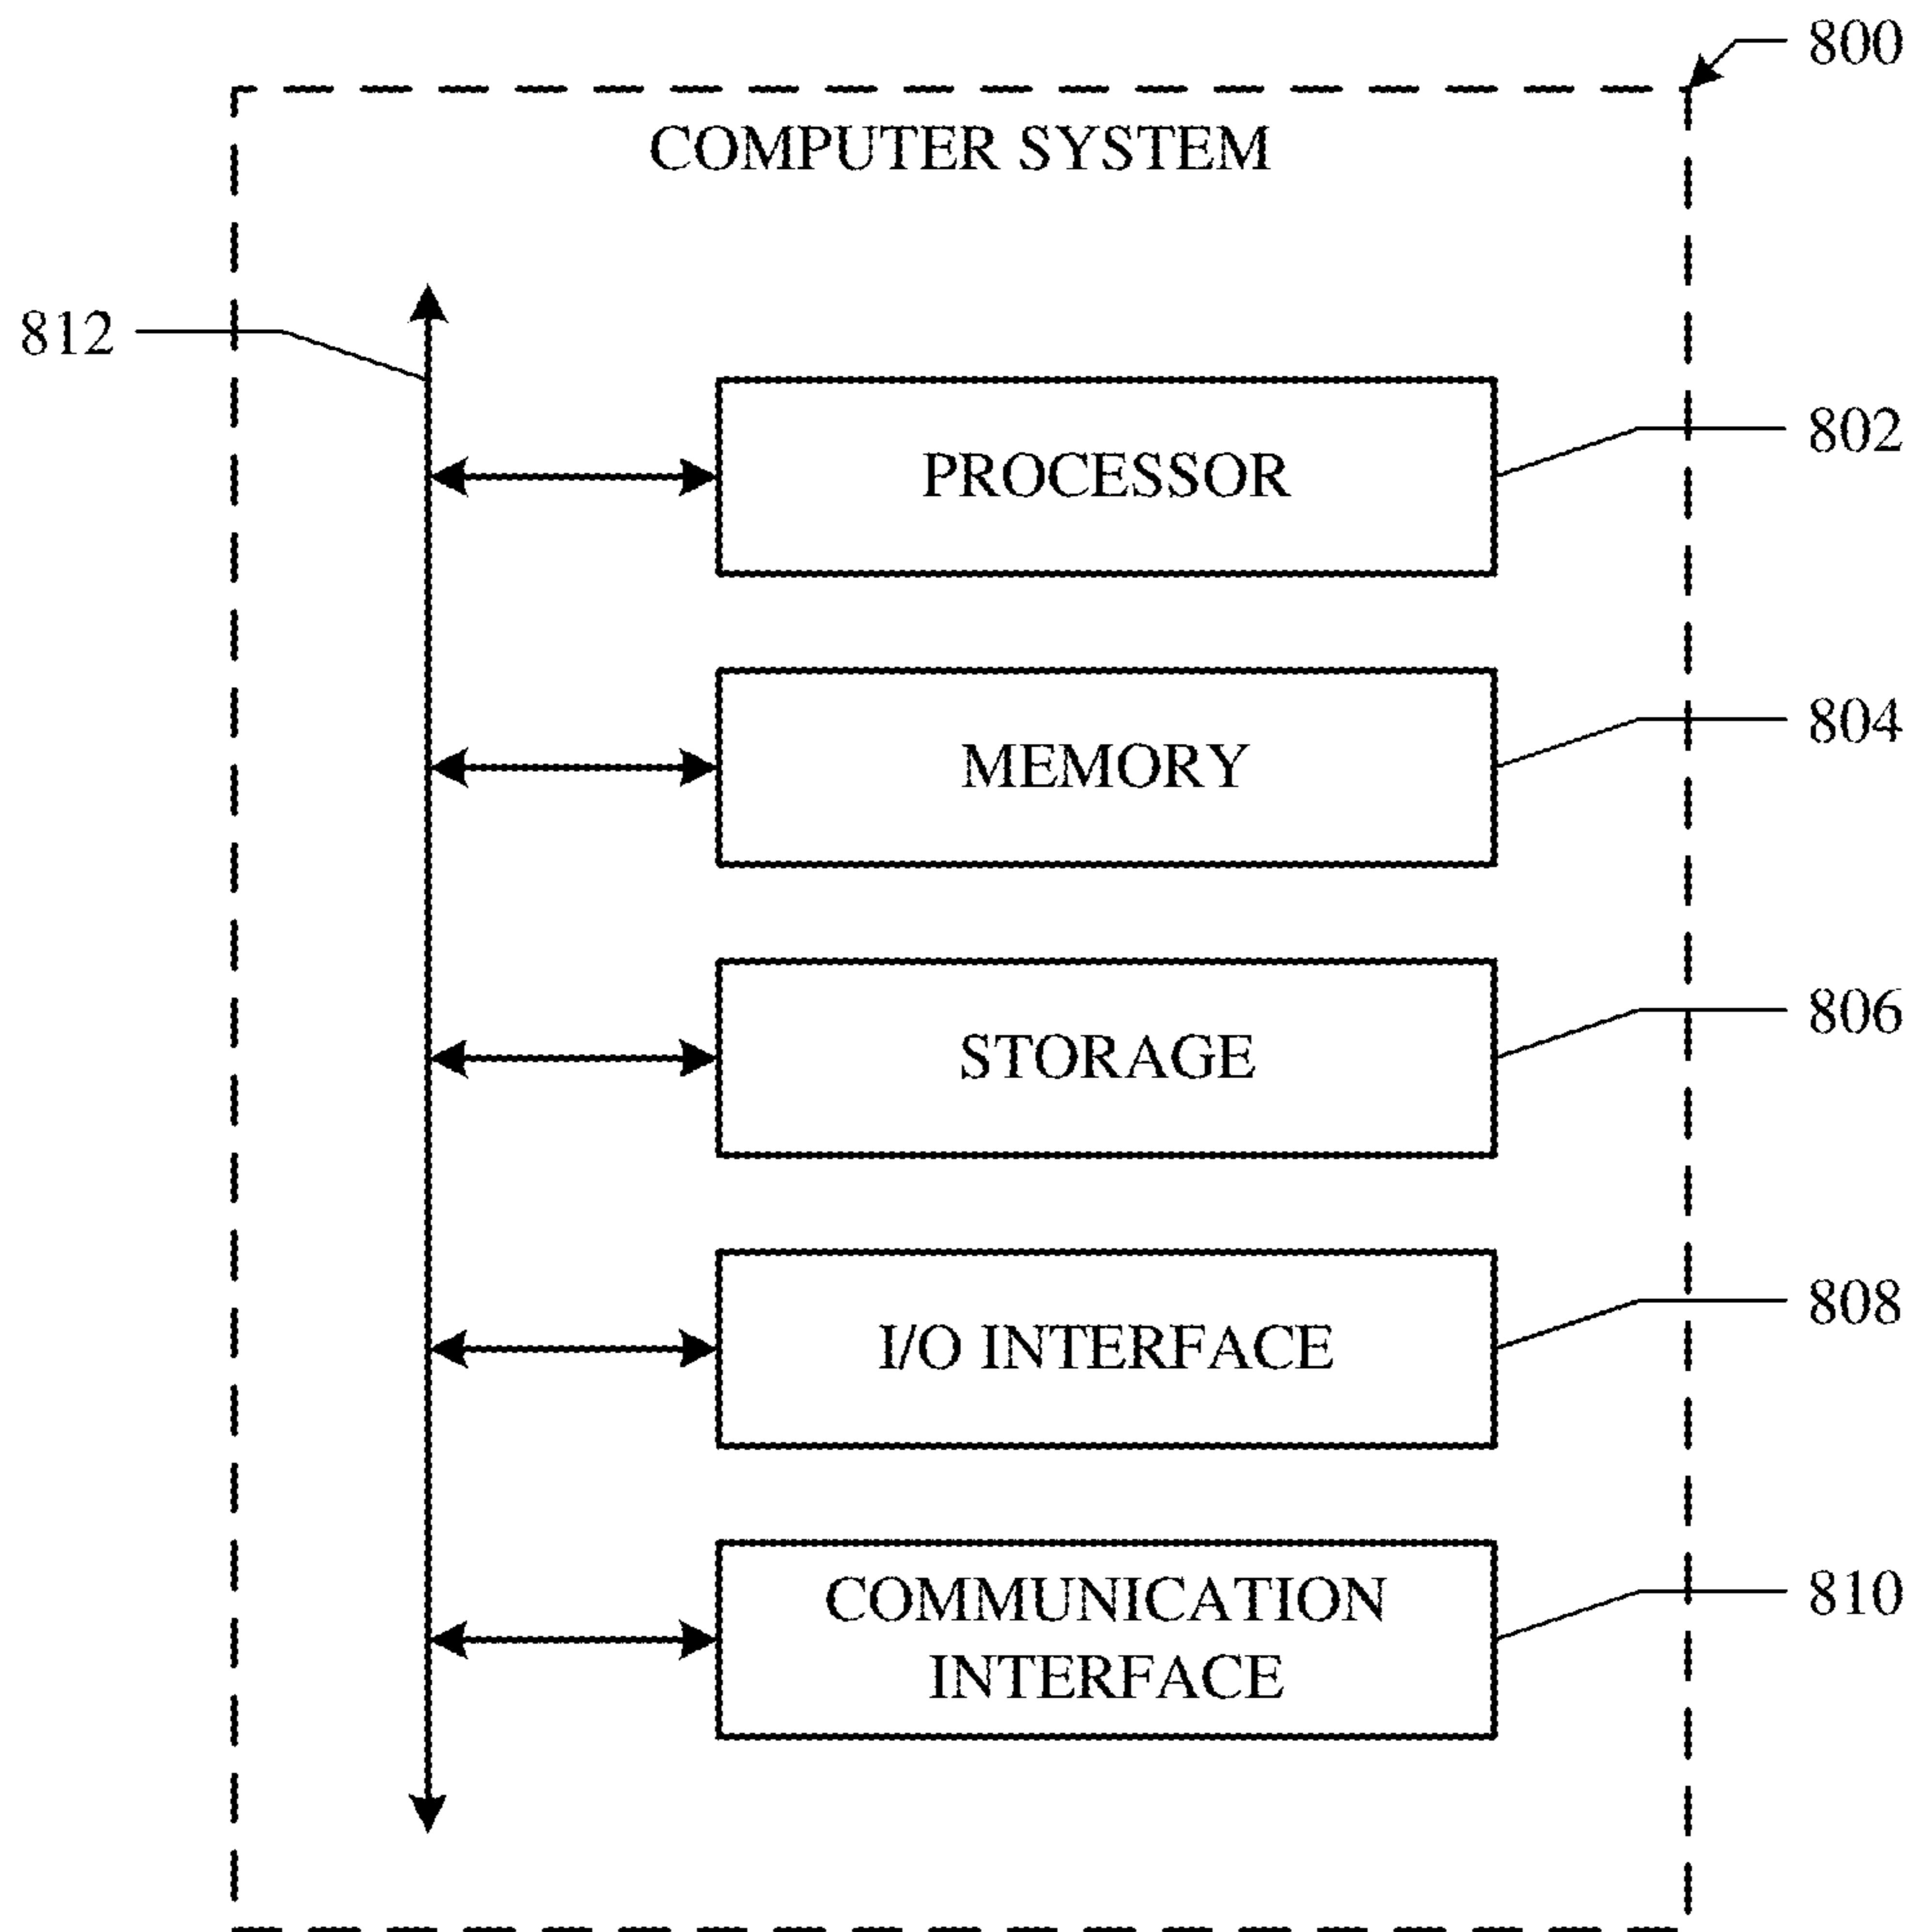 800
COMPUTER SYSTEM
812
PROCESSOR
802
MEMORY
804
STORAGE
806
I/O INTERFACE
808
COMMUNICATION
INTERFACE
810